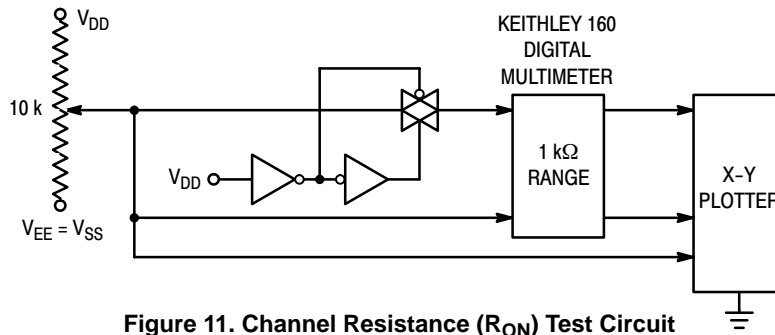 V_DD
10 k
V_EE = V_SS
V_DD
KEITHLEY 160
DIGITAL
MULTIMETER
1 kΩ
RANGE
X-Y
PLOTTER
Figure 11. Channel Resistance (R_ON) Test Circuit